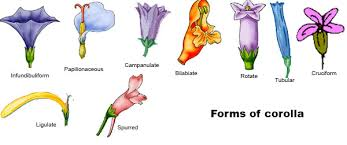 Infundibuliform
Papilionaceous
Campanulate
Bilabiate
Rotate
Tubular
Cruciform
Ligulate
Spurred
Forms of corolla